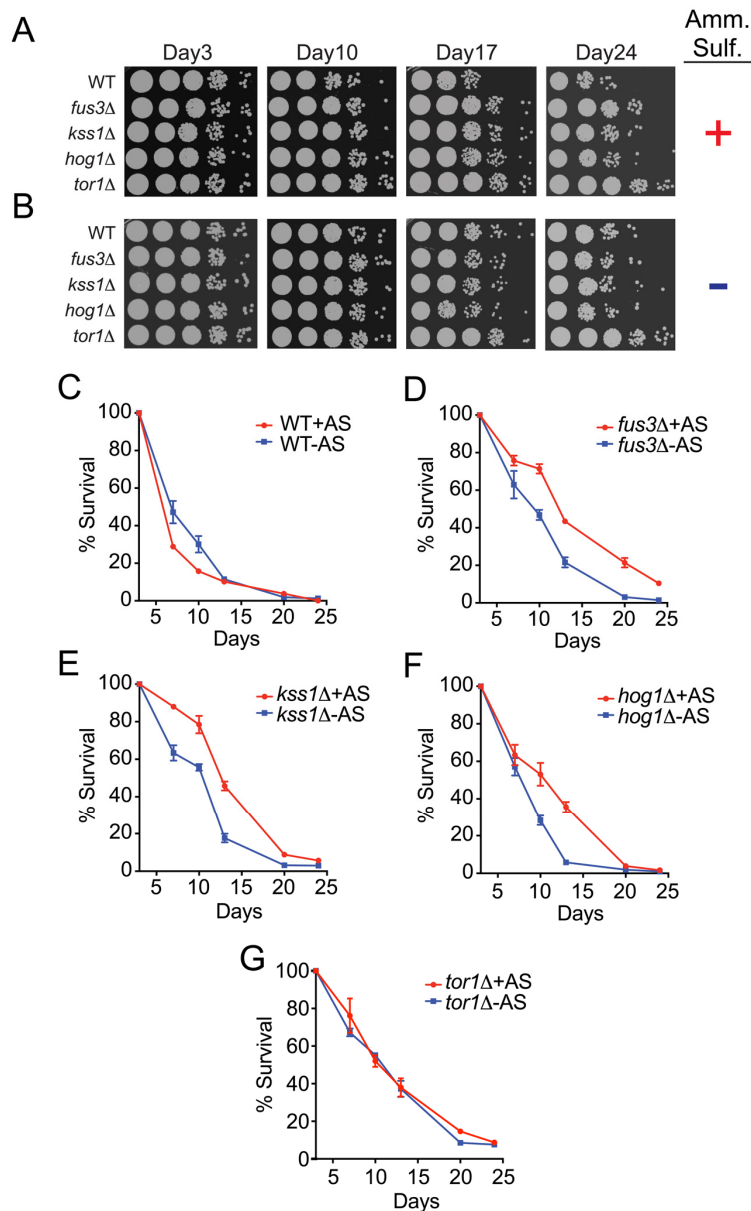 A
Day3 Day10 Day17 Day24
Amm.
Sulf.
WT
fus3Δ
kss1Δ
hog1Δ
tor1Δ
+
B
WT
fus3Δ
kss1Δ
hog1Δ
tor1Δ
-
C
100
80
60
40
20
0
% Survival
5 10 15 20 25
Days
WT+AS
WT-AS
D
100
80
60
40
20
0
% Survival
5 10 15 20 25
Days
fus3Δ+AS
fus3Δ-AS
E
100
80
60
40
20
0
% Survival
5 10 15 20 25
Days
kss1Δ+AS
kss1Δ-AS
F
100
80
60
40
20
0
% Survival
5 10 15 20 25
Days
hog1Δ+AS
hog1Δ-AS
G
100
80
60
40
20
0
% Survival
5 10 15 20 25
Days
tor1Δ+AS
tor1Δ-AS